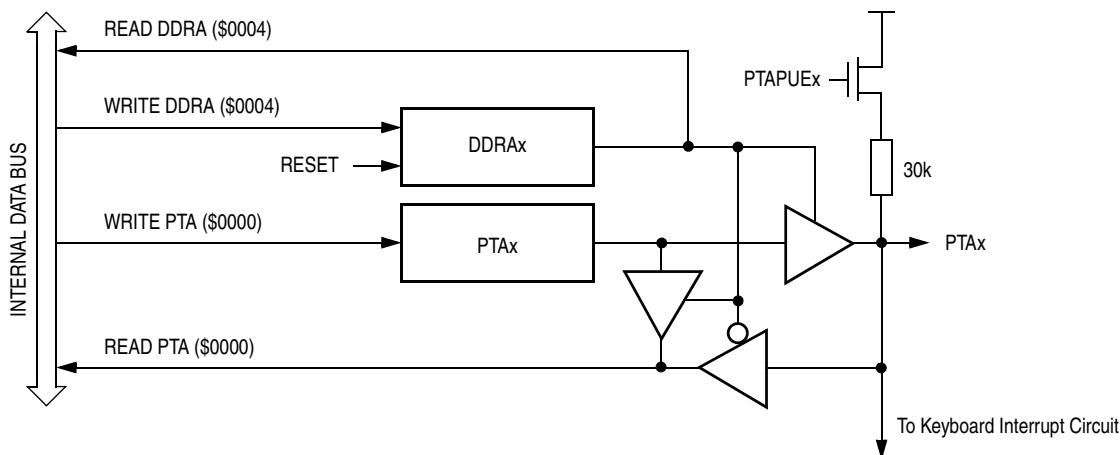 READ DDRA ($0004)
PTAPUEx
WRITE DDRA ($0004)
DDRAx
RESET
30k
INTERNAL DATA BUS
WRITE PTA ($0000)
PTAx
PTAx
READ PTA ($0000)
To Keyboard Interrupt Circuit